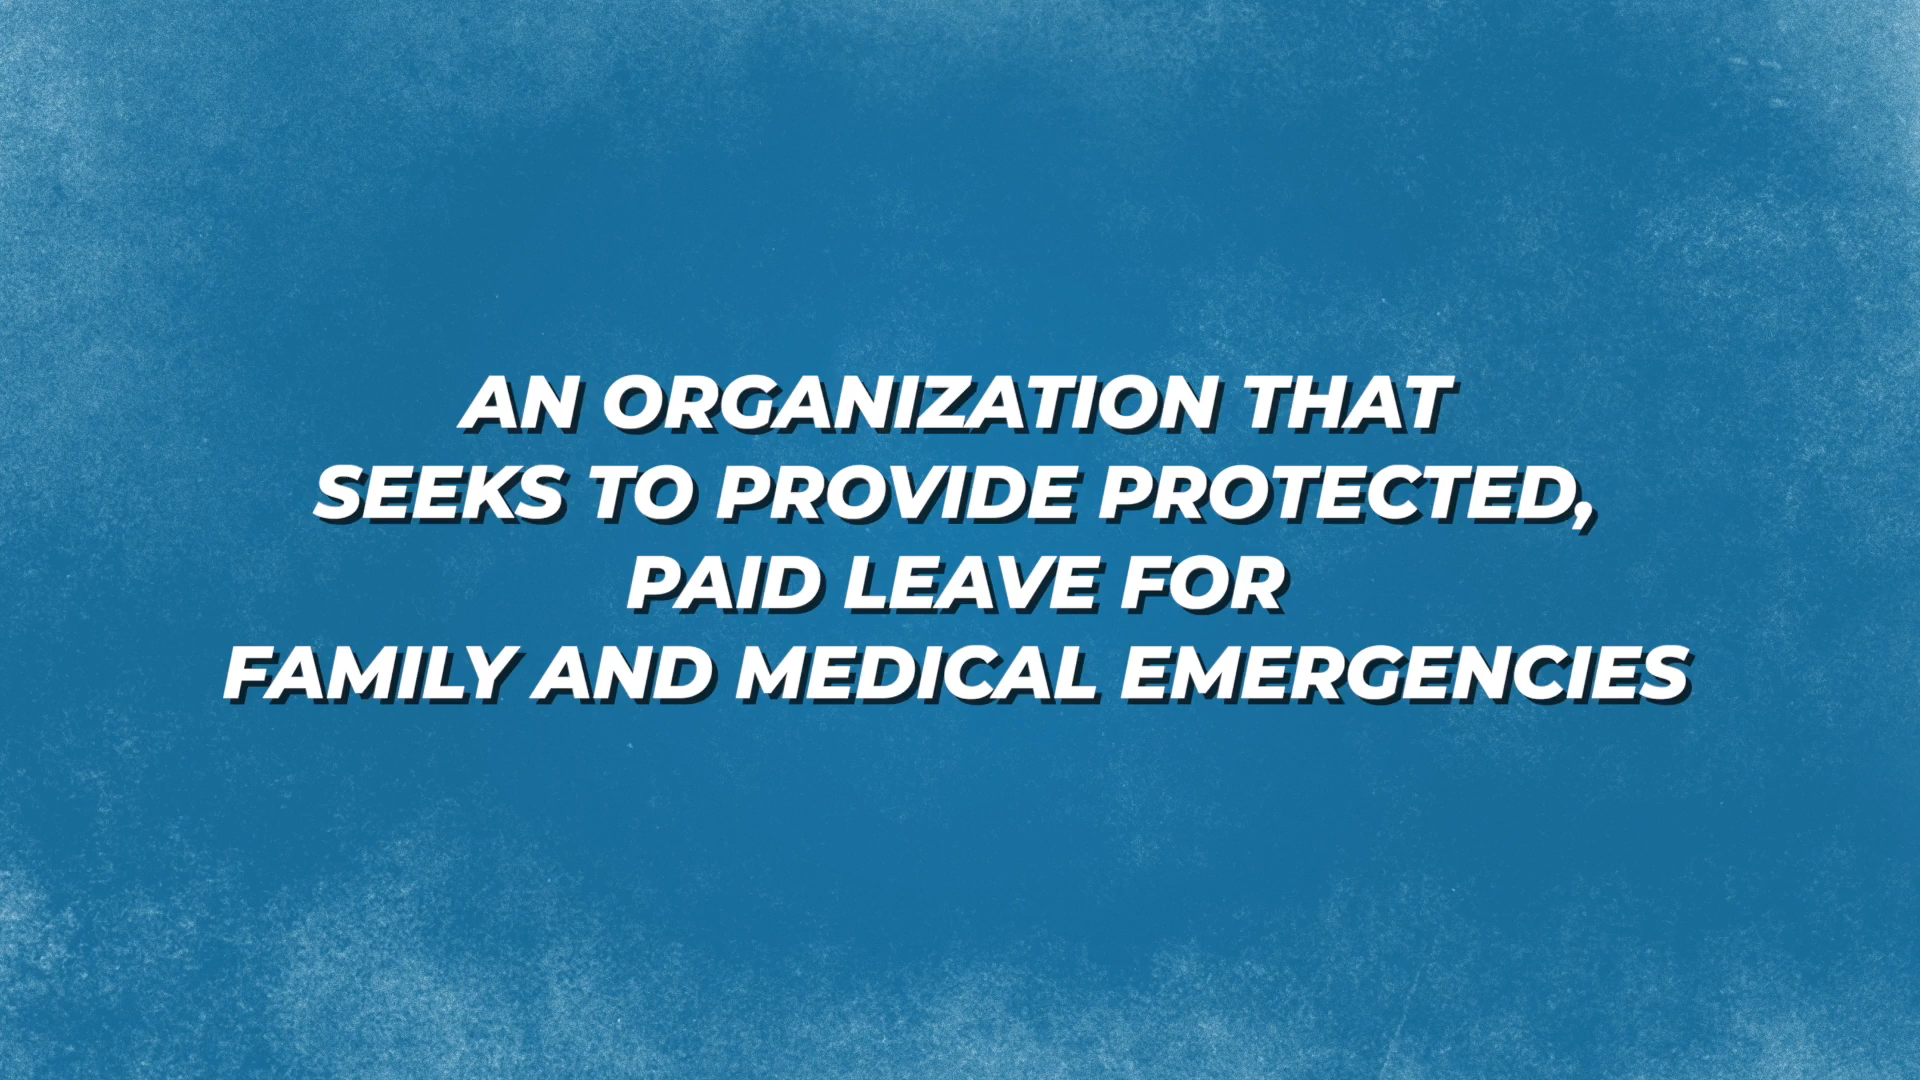 AN ORGANIZATION THAT
SEEKS TO PROVIDE PROTECTED,
PAID LEAVE FOR
FAMILY AND MEDICAL EMERGENCIES